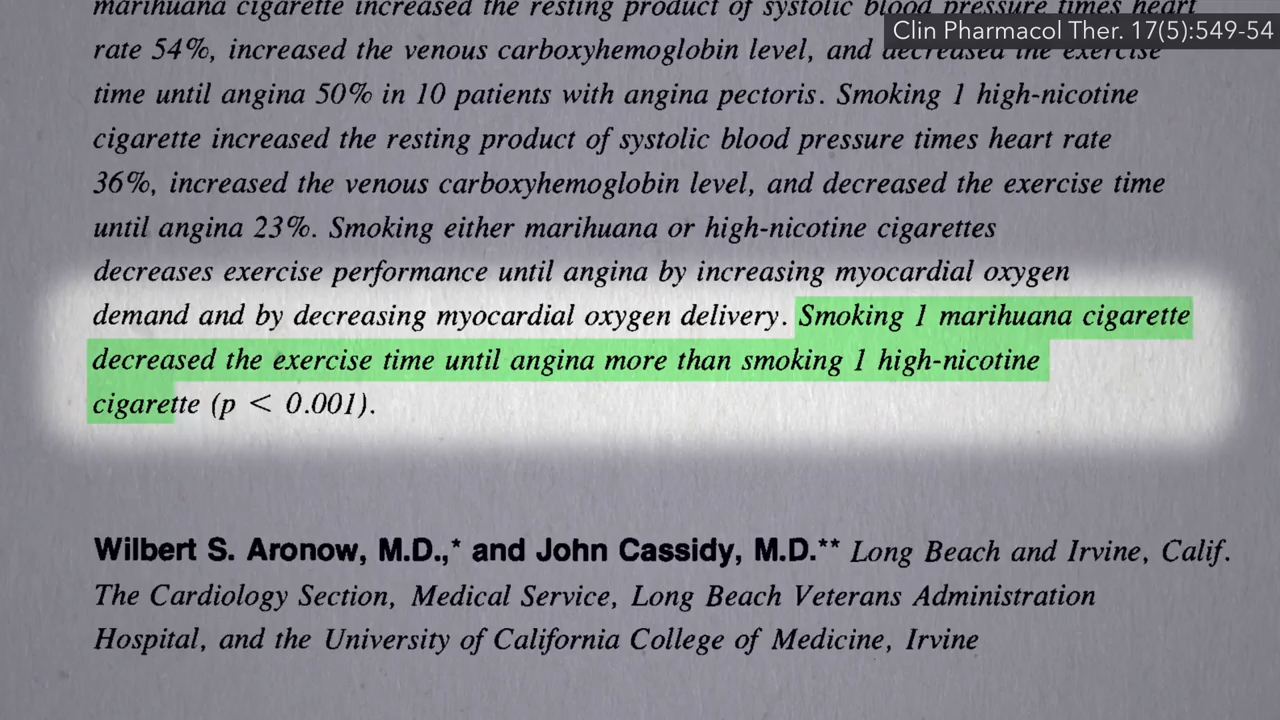 Clin Pharmacol Ther. 17(5):549-54
marihuana cigarette increased the resting product of systolic blood pressure times heart
rate 54%, increased the venous carboxyhemoglobin level, and decreased the exercise
time until angina 50% in 10 patients with angina pectoris. Smoking 1 high-nicotine
cigarette increased the resting product of systolic blood pressure times heart rate
36%, increased the venous carboxyhemoglobin level, and decreased the exercise time
until angina 23%. Smoking either marihuana or high-nicotine cigarettes
decreases exercise performance until angina by increasing myocardial oxygen
demand and by decreasing myocardial oxygen delivery. Smoking 1 marihuana cigarette
decreased the exercise time until angina more than smoking 1 high-nicotine
cigarette (p < 0.001).
Wilbert S. Aronow, M.D.,* and John Cassidy, M.D.** Long Beach and Irvine, Calif.
The Cardiology Section, Medical Service, Long Beach Veterans Administration
Hospital, and the University of California College of Medicine, Irvine